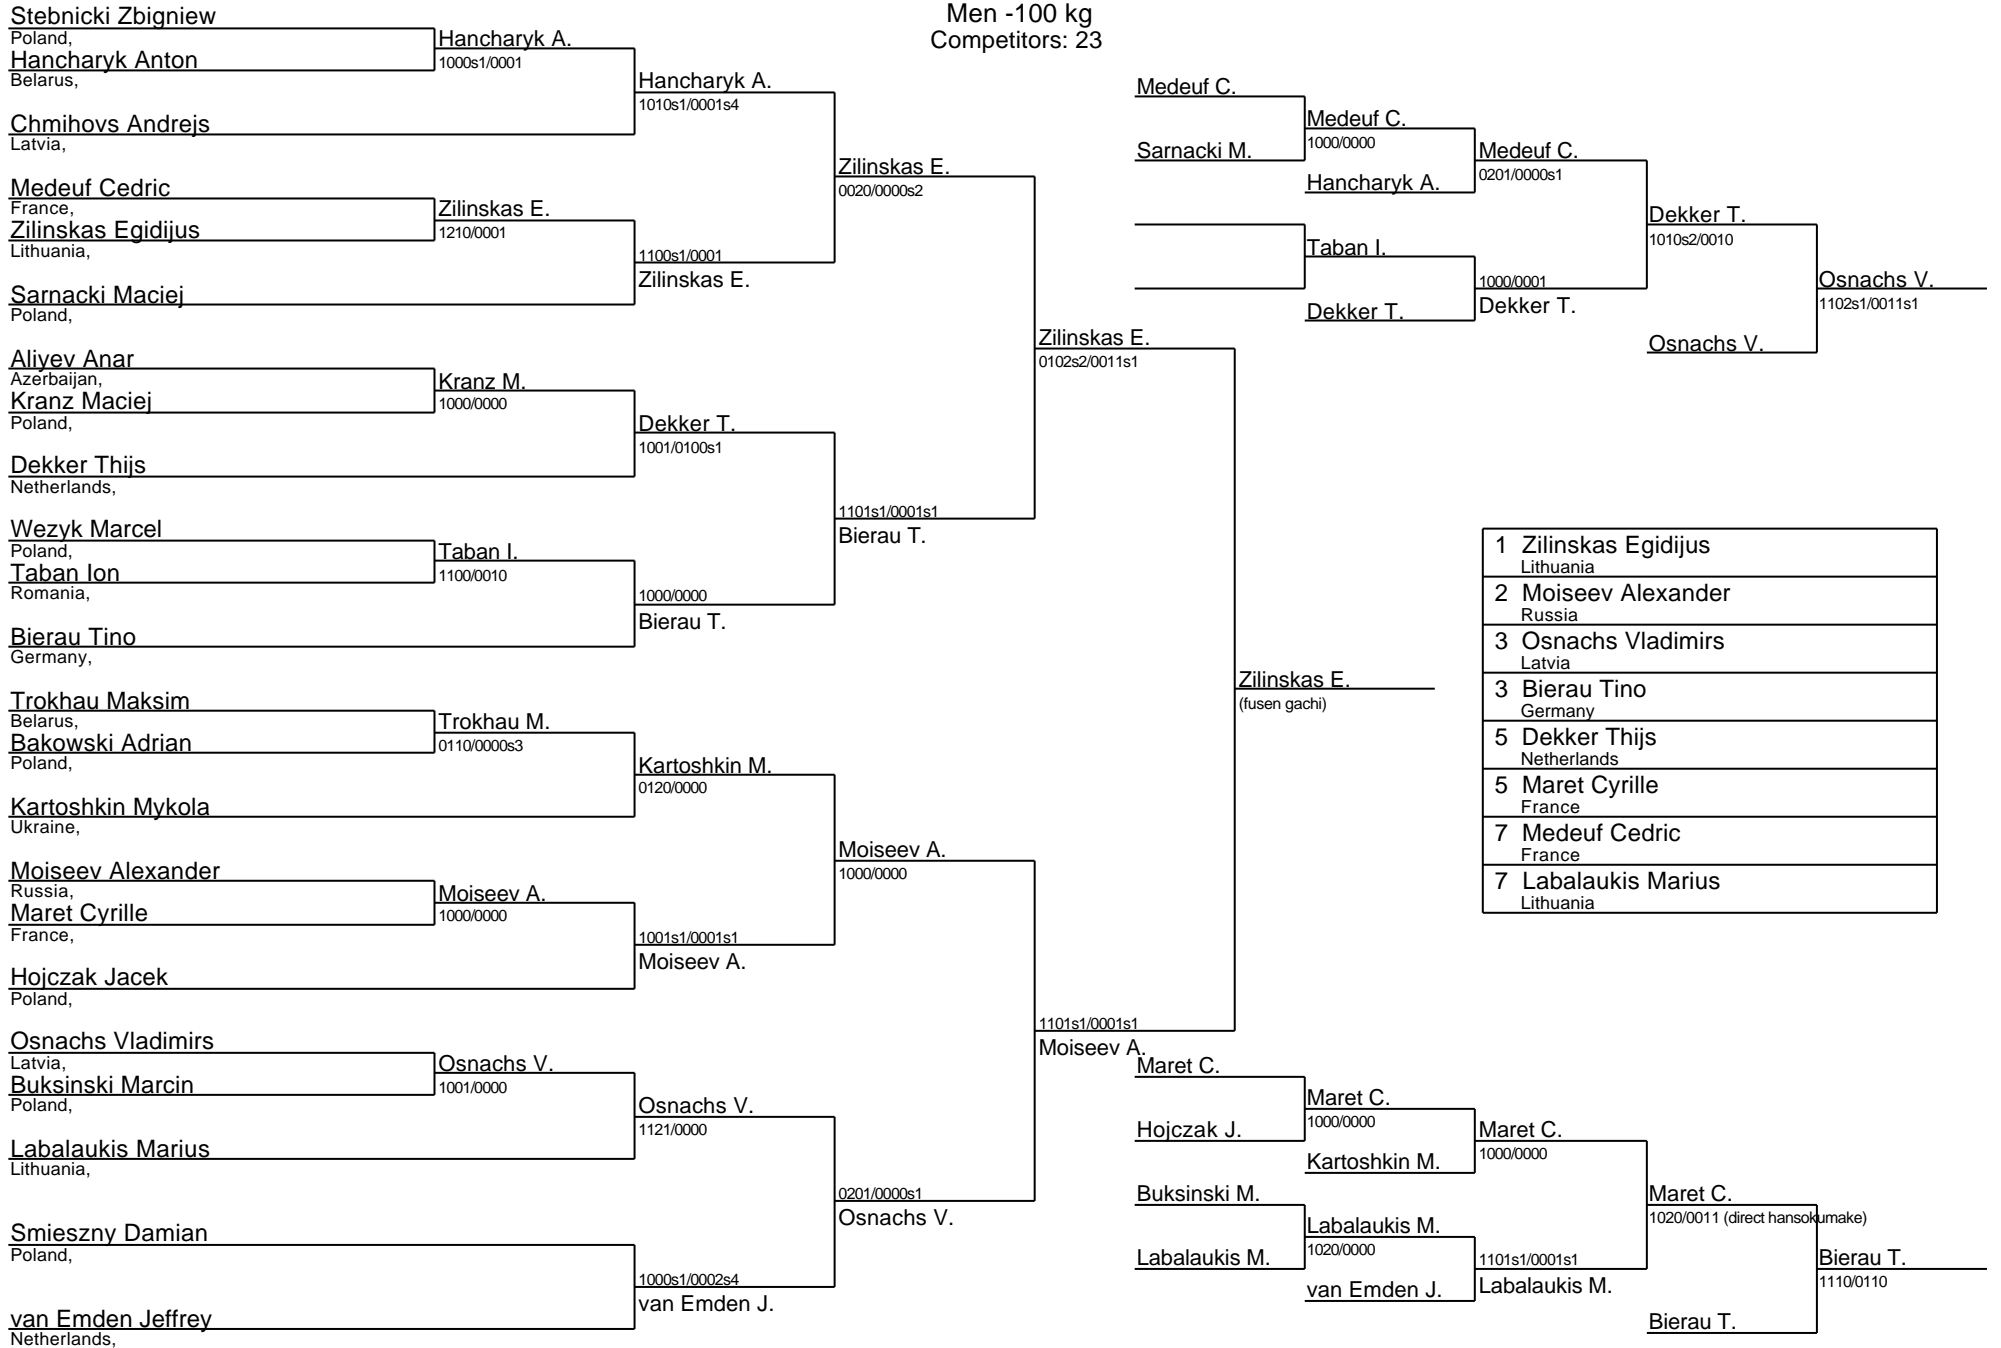 Men -100 kg
Competitors: 23
Stebnicki Zbigniew
Poland,
Hancharyk Anton
Belarus,
Chmihovs Andrejs
Latvia,
Medeuf Cedric
France,
Zilinskas Egidijus
Lithuania,
Sarnacki Maciej
Poland,
Aliyev Anar
Azerbaijan,
Kranz Maciej
Poland,
Dekker Thijs
Netherlands,
Wezyk Marcel
Poland,
Taban Ion
Romania,
Bierau Tino
Germany,
Trokhau Maksim
Belarus,
Bakowski Adrian
Poland,
Kartoshkin Mykola
Ukraine,
Moiseev Alexander
Russia,
Maret Cyrille
France,
Hojczak Jacek
Poland,
Osnachs Vladimirs
Latvia,
Buksinski Marcin
Poland,
Labalaukis Marius
Lithuania,
Smieszny Damian
Poland,
van Emden Jeffrey
Netherlands,
Hancharyk A.
1000s1/0001
Zilinskas E.
1210/0001
Kranz M.
1000/0000
Taban I.
1100/0010
Trokhau M.
0110/0000s3
Moiseev A.
1000/0000
Osnachs V.
1001/0000
Hancharyk A.
1010s1/0001s4
1100s1/0001
Zilinskas E.
Dekker T.
1001/0100s1
1000/0000
Bierau T.
Kartoshkin M.
0120/0000
1001s1/0001s1
Moiseev A.
Osnachs V.
1121/0000
1000s1/0002s4
van Emden J.
Zilinskas E.
0020/0000s2
1101s1/0001s1
Bierau T.
Moiseev A.
1000/0000
0201/0000s1
Osnachs V.
Zilinskas E.
0102s2/0011s1
1101s1/0001s1
Moiseev A.
Zilinskas E.
(fusen gachi)
Medeuf C.
Sarnacki M.
Medeuf C.
1000/0000
Hancharyk A.
Taban I.
Dekker T.
Medeuf C.
0201/0000s1
1000/0001
Dekker T.
Dekker T.
1010s2/0010
Osnachs V.
Osnachs V.
1102s1/0011s1
1 Zilinskas Egidijus
Lithuania
2 Moiseev Alexander
Russia
3 Osnachs Vladimirs
Latvia
3 Bierau Tino
Germany
5 Dekker Thijs
Netherlands
5 Maret Cyrille
France
7 Medeuf Cedric
France
7 Labalaukis Marius
Lithuania
Maret C.
Hojczak J.
Buksinski M.
Labalaukis M.
Maret C.
1000/0000
Kartoshkin M.
Labalaukis M.
1020/0000
van Emden J.
Maret C.
1000/0000
1101s1/0001s1
Labalaukis M.
Maret C.
1020/0011 (direct hansokumake)
Bierau T.
Bierau T.
1110/0110